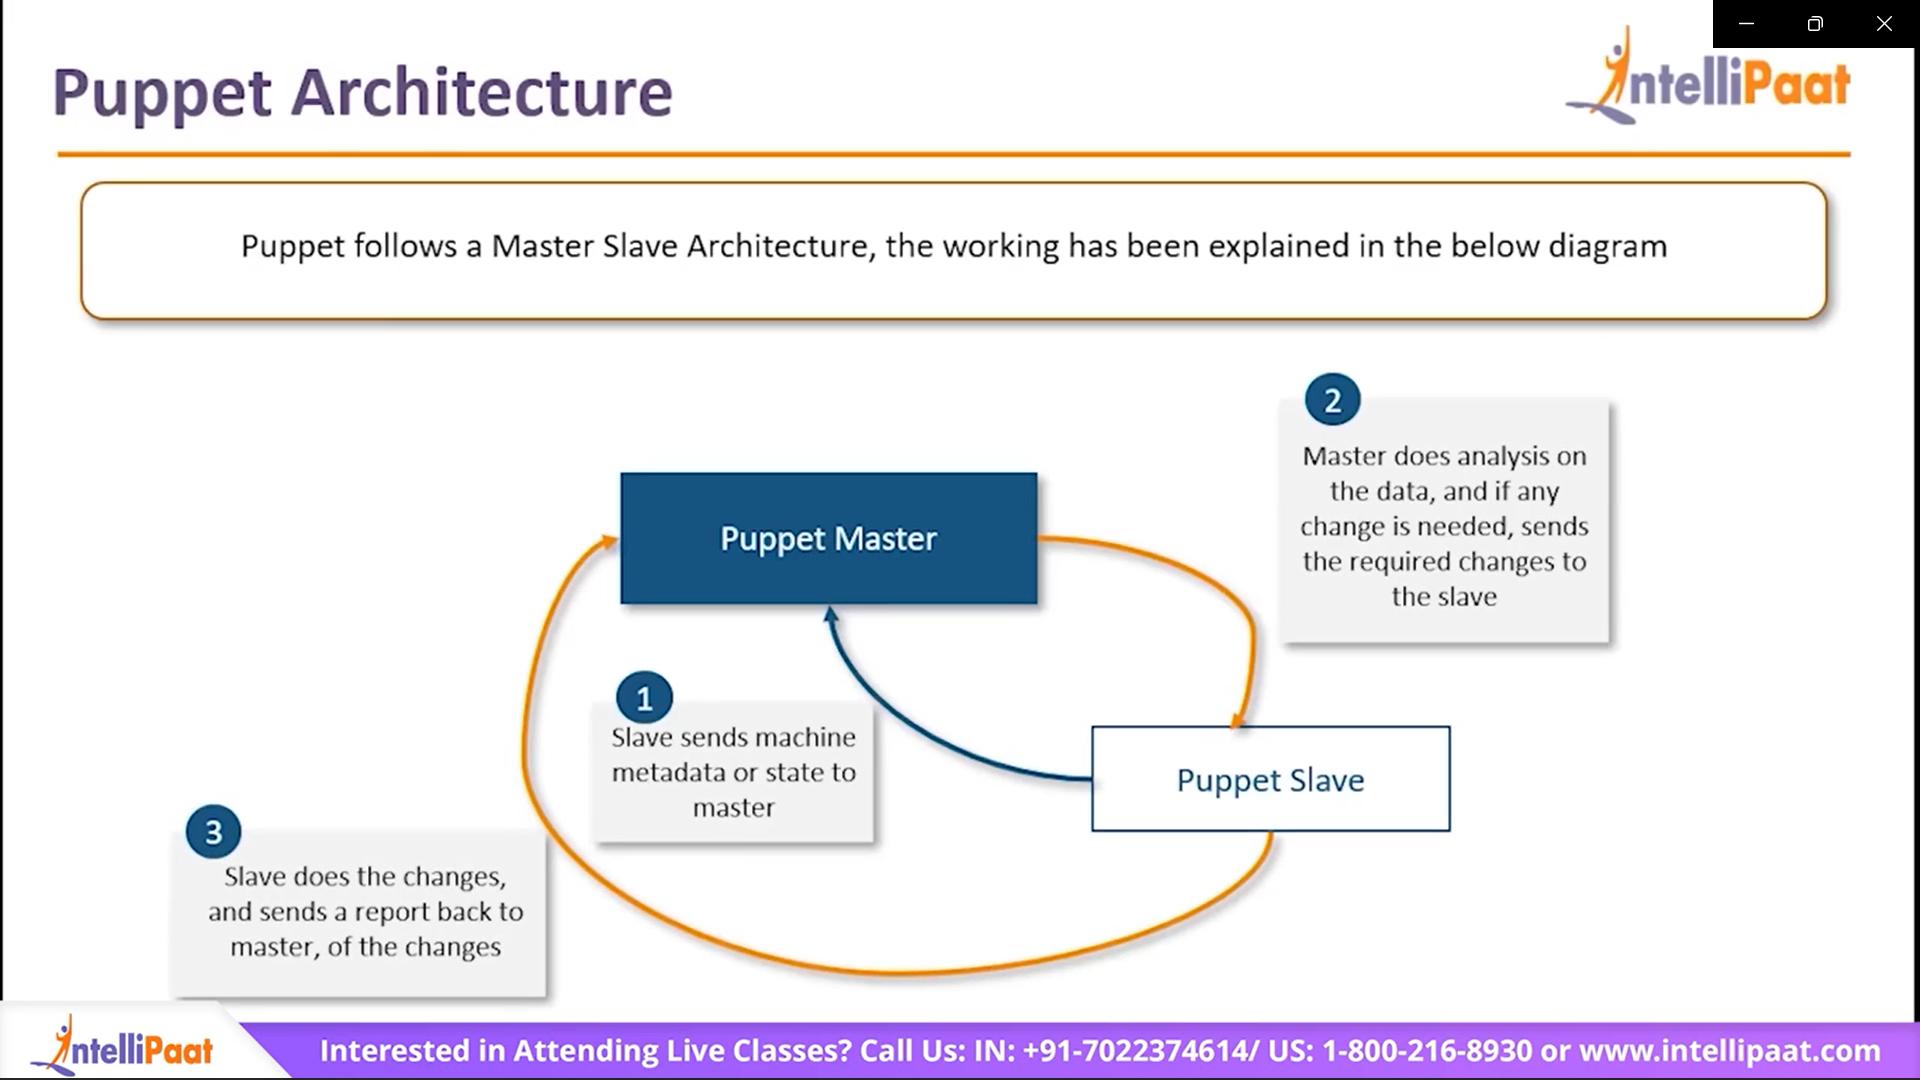 Puppet Architecture
IntelliPaat
Puppet follows a Master Slave Architecture, the working has been explained in the below diagram
2
Master does analysis on
the data, and if any
change is needed, sends
the required changes to
the slave
Puppet Master
1
Slave sends machine
metadata or state to
master
Puppet Slave
3
Slave does the changes,
and sends a report back to
master, of the changes
IntelliPaat
Interested in Attending Live Classes? Call Us: IN: +91-7022374614/ US: 1-800-216-8930 or www.intellipaat.com